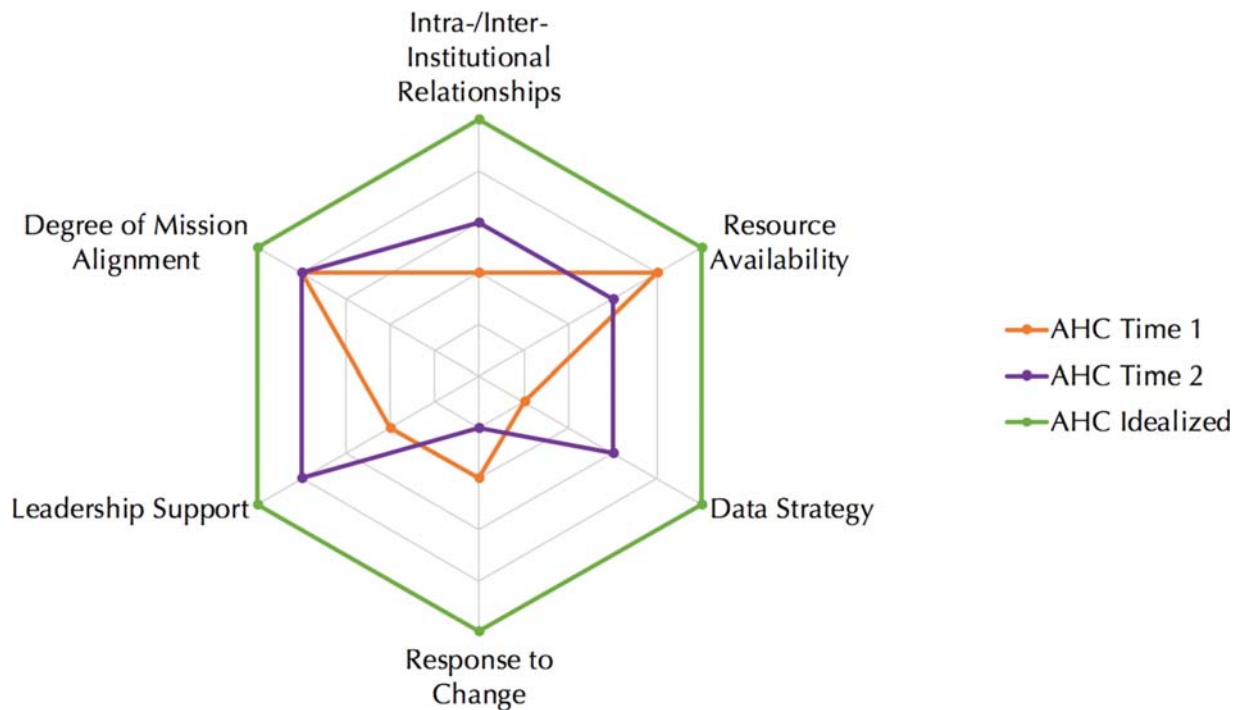 Intra-/Inter-
Institutional
Relationships
Degree of Mission
Alignment
Resource
Availability
AHC Time 1
AHC Time 2
AHC Idealized
Leadership Support
Data Strategy
Response to
Change